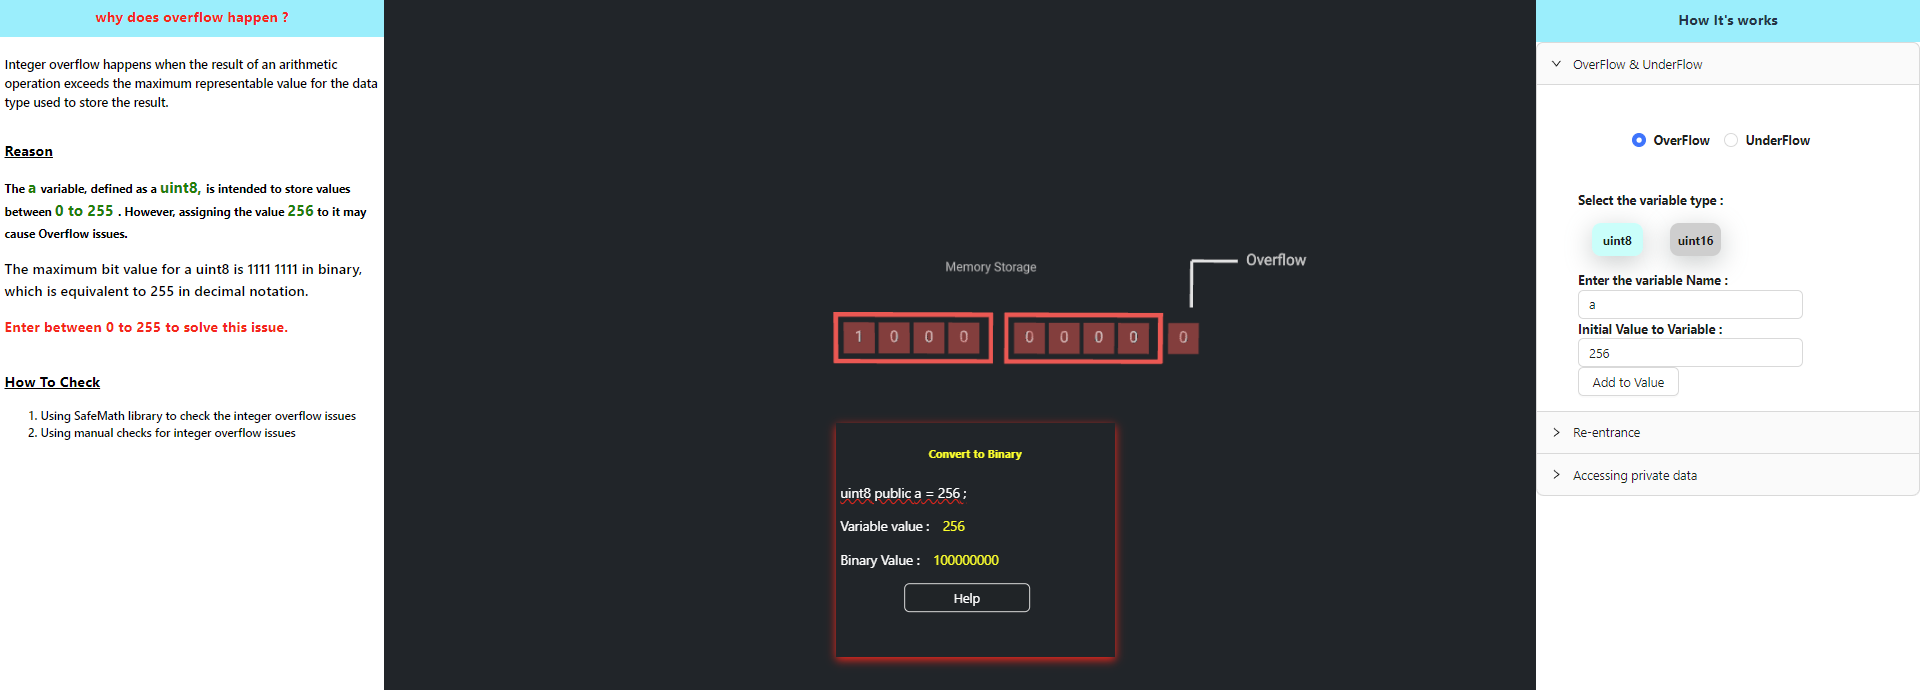 why does overflow happen ?
Integer overflow happens when the result of an arithmetic
operation exceeds the maximum representable value for the data
type used to store the result.
Reason
The a variable, defined as a uint8, is intended to store values
between 0 to 255 . However, assigning the value 256 to it may
cause Overflow issues.
The maximum bit value for a uint8 is 1111 1111 in binary,
which is equivalent to 255 in decimal notation.
Enter between 0 to 255 to solve this issue.
How To Check
1. Using SafeMath library to check the integer overflow issues
2. Using manual checks for integer overflow issues
Memory Storage
Overflow
1 0 0 0 0 0 0 0 0
Convert to Binary
uint8 public a = 256 ;
Variable value : 256
Binary Value : 100000000
Help
How It's works
OverFlow & UnderFlow
OverFlow UnderFlow
Select the variable type :
uint8 uint16
Enter the variable Name :
a
Initial Value to Variable :
256
Add to Value
Re-entrance
Accessing private data